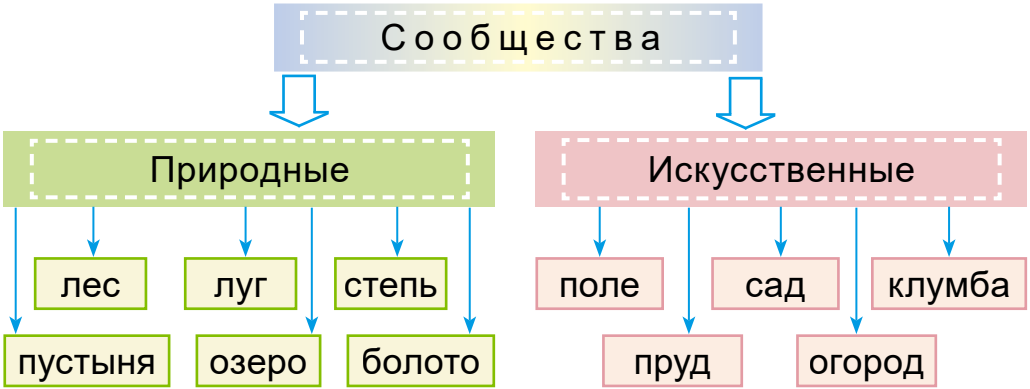 Сообщества
Природные
Искусственные
лес
луг
степь
поле
сад
клумба
пустыня
озеро
болото
пруд
огород